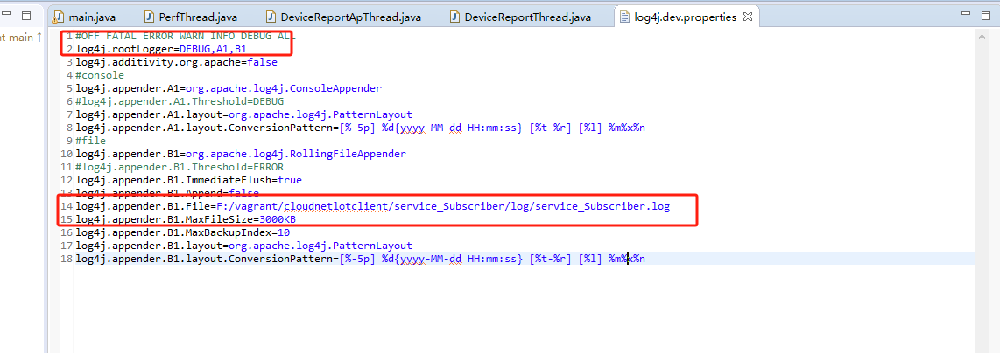 main.java PerfThread.java DeviceReportApThread.java DeviceReportThread.java log4j.dev.properties
nt main
1 #OFF FATAL ERROR WARN INFO DEBUG ALL
2 log4j.rootLogger=DEBUG,A1,B1
3 log4j.additivity.org.apache=false
4 #console
5 log4j.appender.A1=org.apache.log4j.ConsoleAppender
6 #log4j.appender.A1.Threshold=DEBUG
7 log4j.appender.A1.layout=org.apache.log4j.PatternLayout
8 log4j.appender.A1.layout.ConversionPattern=[%-5p] %d{yyyy-MM-dd HH:mm:ss} [%t-%r] [%l] %m%x%n
9 #file
10 log4j.appender.B1=org.apache.log4j.RollingFileAppender
11 #log4j.appender.B1.Threshold=ERROR
12 log4j.appender.B1.ImmediateFlush=true
13 log4j.appender.B1.Append=false
14 log4j.appender.B1.File=F:/vagrant/cloudnetlotclient/service_Subscriber/log/service_Subscriber.log
15 log4j.appender.B1.MaxFileSize=3000KB
16 log4j.appender.B1.MaxBackupIndex=10
17 log4j.appender.B1.layout=org.apache.log4j.PatternLayout
18 log4j.appender.B1.layout.ConversionPattern=[%-5p] %d{yyyy-MM-dd HH:mm:ss} [%t-%r] [%l] %m%x%n